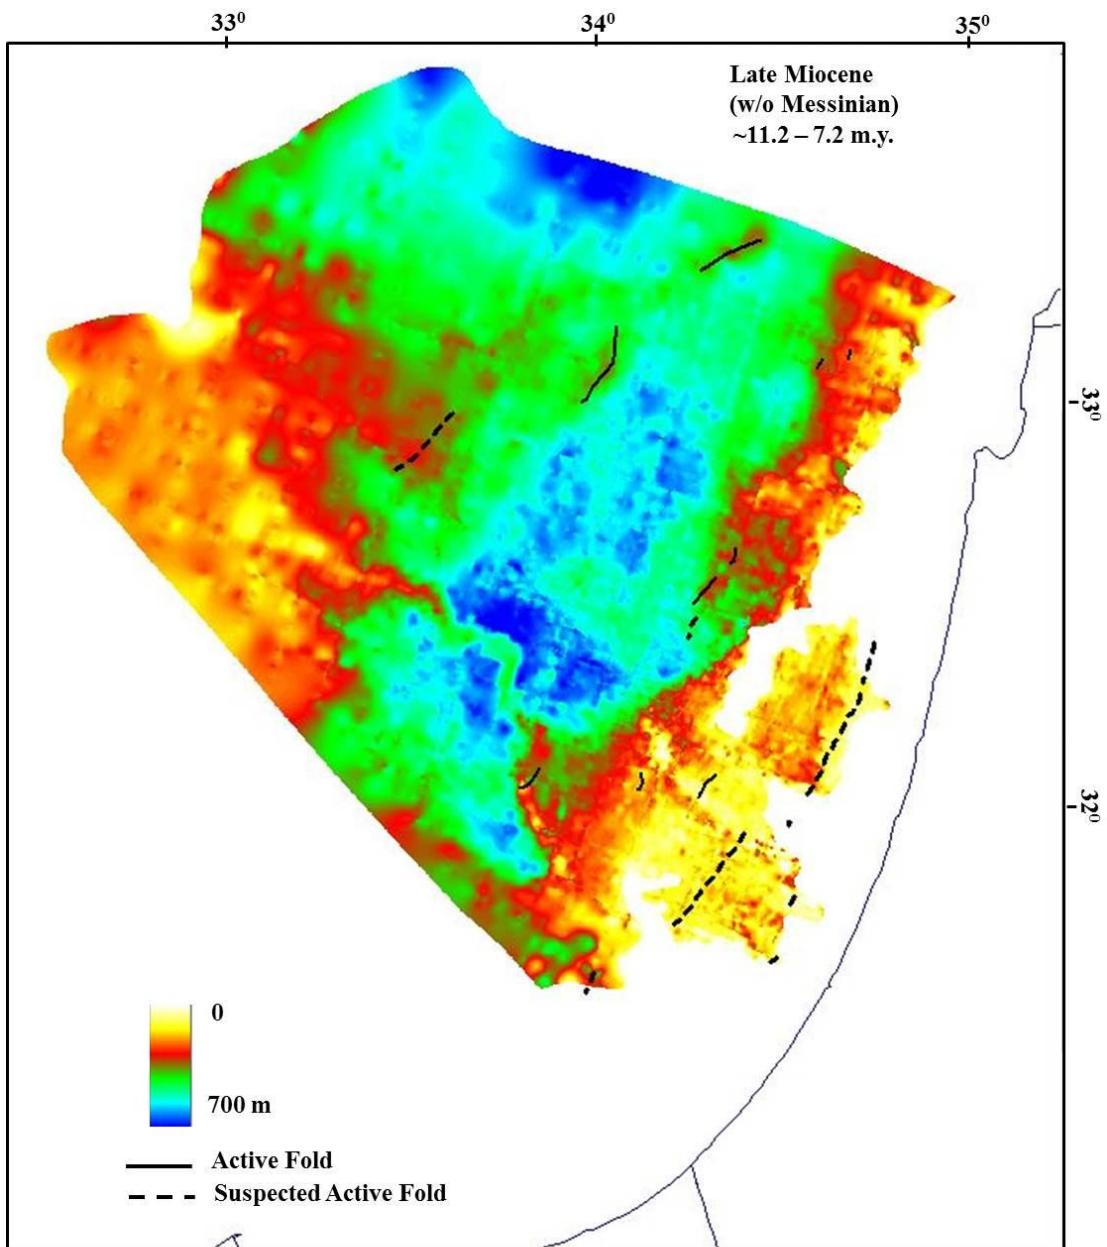 33⁰ 34⁰ 35⁰
Late Miocene
(w/o Messinian)
~11.2 – 7.2 m.y.
33⁰
32⁰
0
700 m
Active Fold
Suspected Active Fold